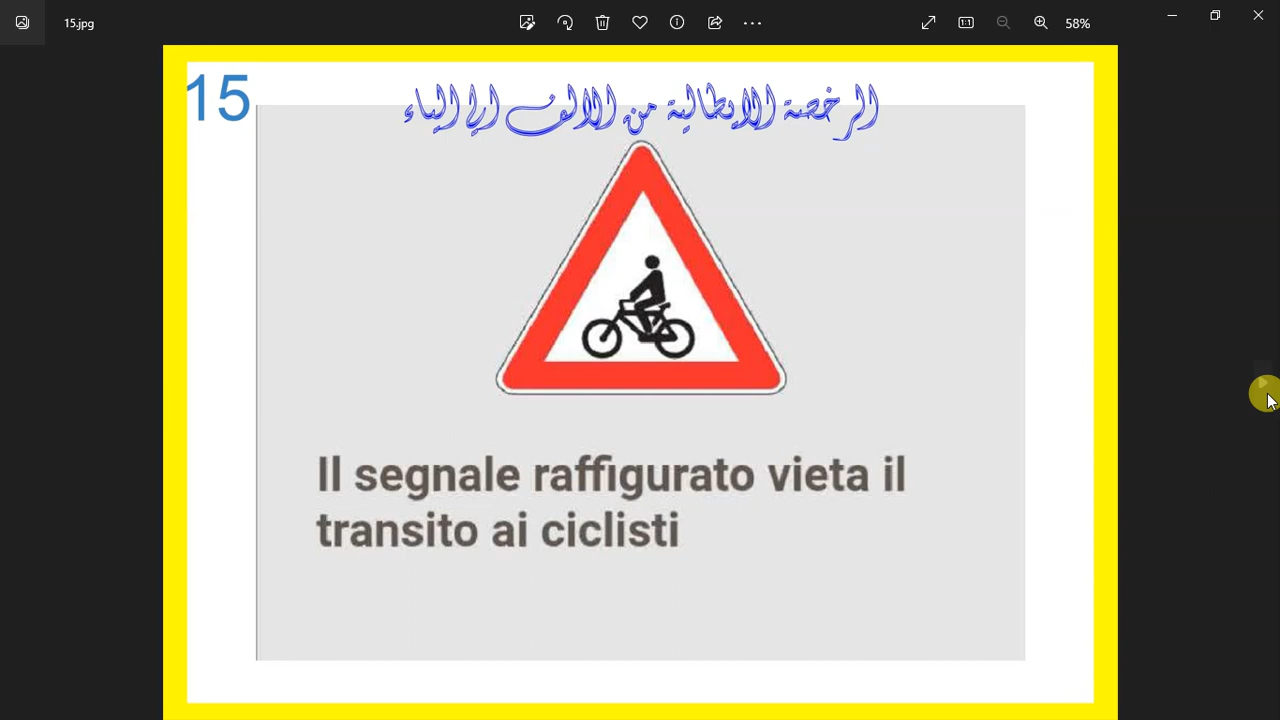 15.jpg
58%
15
الرخصة الايطالية من الالف الى الياء
Il segnale raffigurato vieta il
transito ai ciclisti